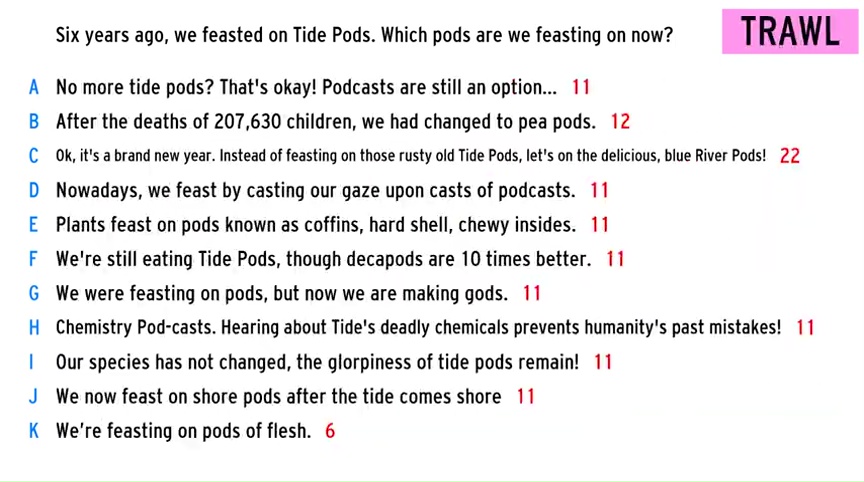 Six years ago, we feasted on Tide Pods. Which pods are we feasting on now?
TRAWL
A No more tide pods? That's okay! Podcasts are still an option... 11
B After the deaths of 207,630 children, we had changed to pea pods. 12
C Ok, it's a brand new year. Instead of feasting on those rusty old Tide Pods, let's on the delicious, blue River Pods! 22
D Nowadays, we feast by casting our gaze upon casts of podcasts. 11
E Plants feast on pods known as coffins, hard shell, chewy insides. 11
F We're still eating Tide Pods, though decapods are 10 times better. 11
G We were feasting on pods, but now we are making gods. 11
H Chemistry Pod-casts. Hearing about Tide's deadly chemicals prevents humanity's past mistakes! 11
I Our species has not changed, the glorpiness of tide pods remain! 11
J We now feast on shore pods after the tide comes shore 11
K We're feasting on pods of flesh. 6